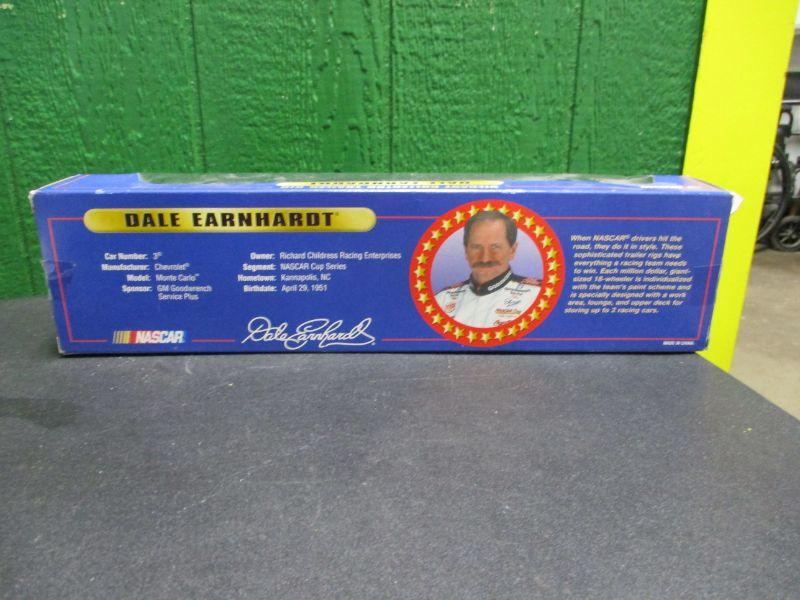 DALE EARNHARDT®
Car Number: 3®
Manufacturer: Chevrolet®
Model: Monte Carlo™
Sponsor: GM Goodwrench
Service Plus
Owner: Richard Childress Racing Enterprises
Segment: NASCAR Cup Series
Hometown: Kannapolis, NC
Birthdate: April 29, 1951
NASCAR
Dale Earnhardt
When NASCAR® drivers hit the
road, they do it in style. These
sophisticated trailer rigs have
everything a racing team needs
to win. Each million dollar, giant-
sized 18-wheeler is individualized
with the team's paint scheme and
is specially designed with a work
area, lounge, and upper deck for
storing up to 2 racing cars.
MADE IN CHINA